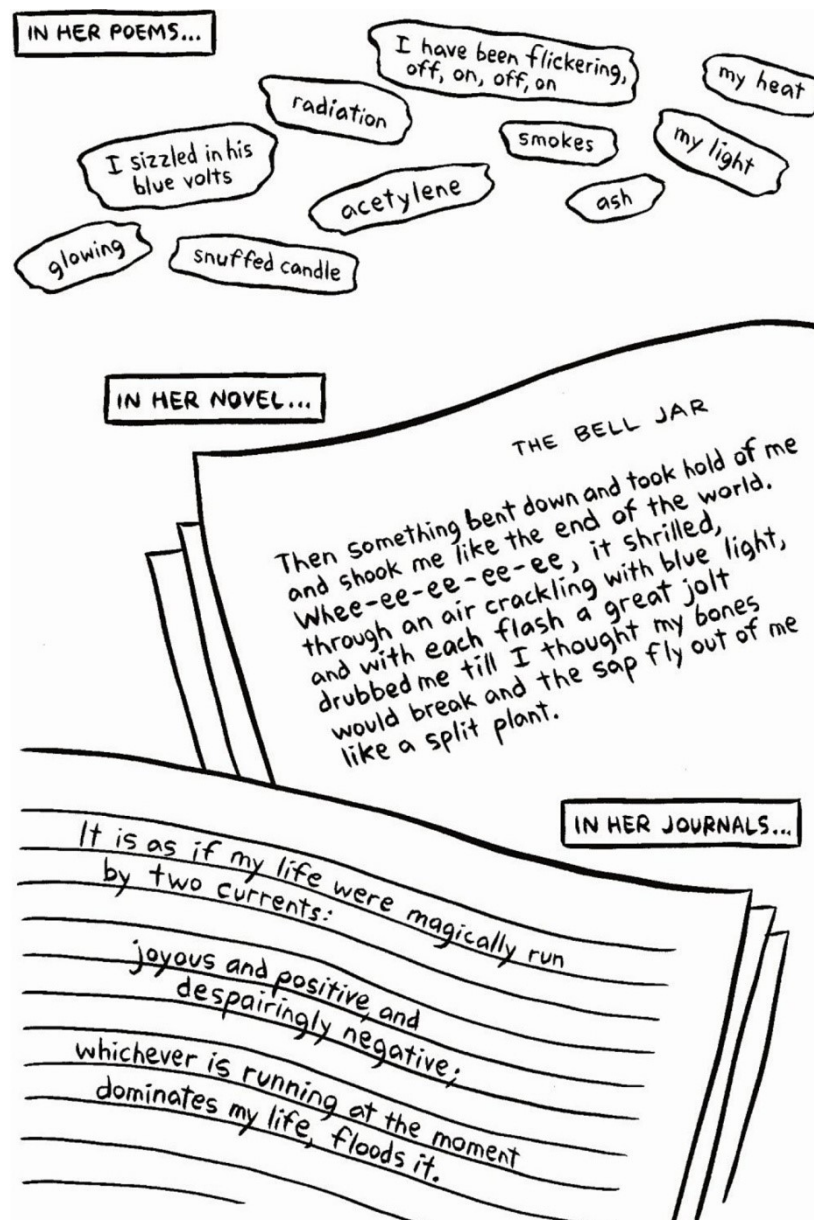 IN HER POEMS...
I have been flickering,
off, on, off, on
my heat
radiation
smokes
my light
I sizzled in his
blue volts
acetylene
ash
glowing
snuffed candle
IN HER NOVEL...
THE BELL JAR
Then something bent down and took hold of me
and shook me like the end of the world.
Whee-ee-ee-ee-ee, it shrilled,
through an air crackling with blue light,
and with each flash a great jolt
drubbed me till I thought my bones
would break and the sap fly out of me
like a split plant.
IN HER JOURNALS...
It is as if my life were magically run
by two currents:
joyous and positive, and
despairingly negative;
whichever is running at the moment
dominates my life, floods it.